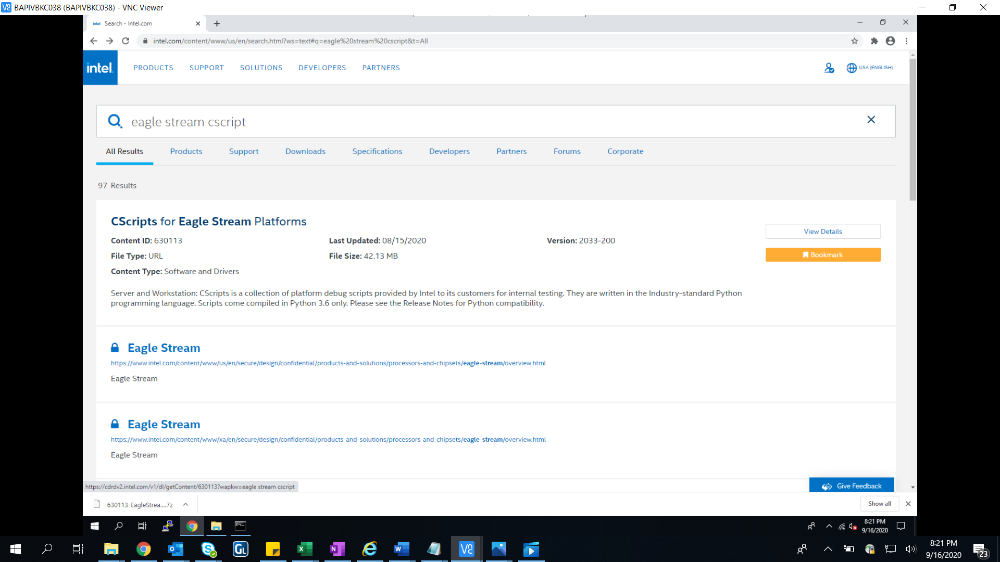 BAPIVBKC038 (BAPIVBKC038) - VNC Viewer
Search - Intel.com
intel.com/content/www/us/en/search.html?ws=text#q=eagle%20stream%20cscript&t=All
intel.
PRODUCTS
SUPPORT
SOLUTIONS
DEVELOPERS
PARTNERS
USA (ENGLISH)
eagle stream cscript
All Results
Products
Support
Downloads
Specifications
Developers
Partners
Forums
Corporate
97 Results
CScripts for Eagle Stream Platforms
Content ID: 630113
Last Updated: 08/15/2020
Version: 2033-200
View Details
File Type: URL
File Size: 42.13 MB
Bookmark
Content Type: Software and Drivers
Server and Workstation: CScripts is a collection of platform debug scripts provided by Intel to its customers for internal testing. They are written in the Industry-standard Python
programming language. Scripts come compiled in Python 3.6 only. Please see the Release Notes for Python compatibility.
Eagle Stream
https://www.intel.com/content/www/us/en/secure/design/confidential/products-and-solutions/processors-and-chipsets/eagle-stream/overview.html
Eagle Stream
Eagle Stream
https://www.intel.com/content/www/xa/en/secure/design/confidential/products-and-solutions/processors-and-chipsets/eagle-stream/overview.html
Eagle Stream
https://cdrdv2.intel.com/v1/dl/getContent/630113?wapkw=eagle stream cscript
Give Feedback
630113-EagleStrea....7z
Show all
8:21 PM
9/16/2020
8:21 PM
9/16/2020
23